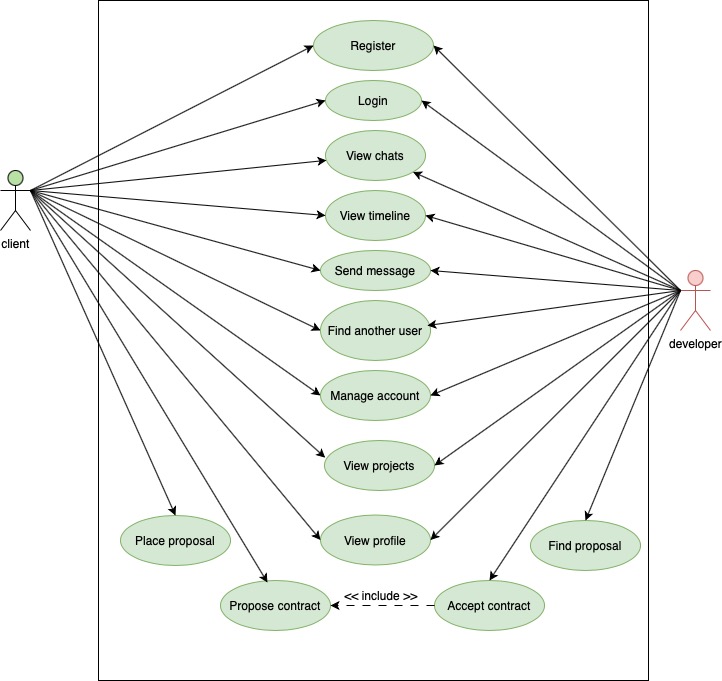 Register
Login
View chats
View timeline
client
Send message
Find another user
developer
Manage account
View projects
Place proposal
View profile
Find proposal
<< include >>
Propose contract
Accept contract